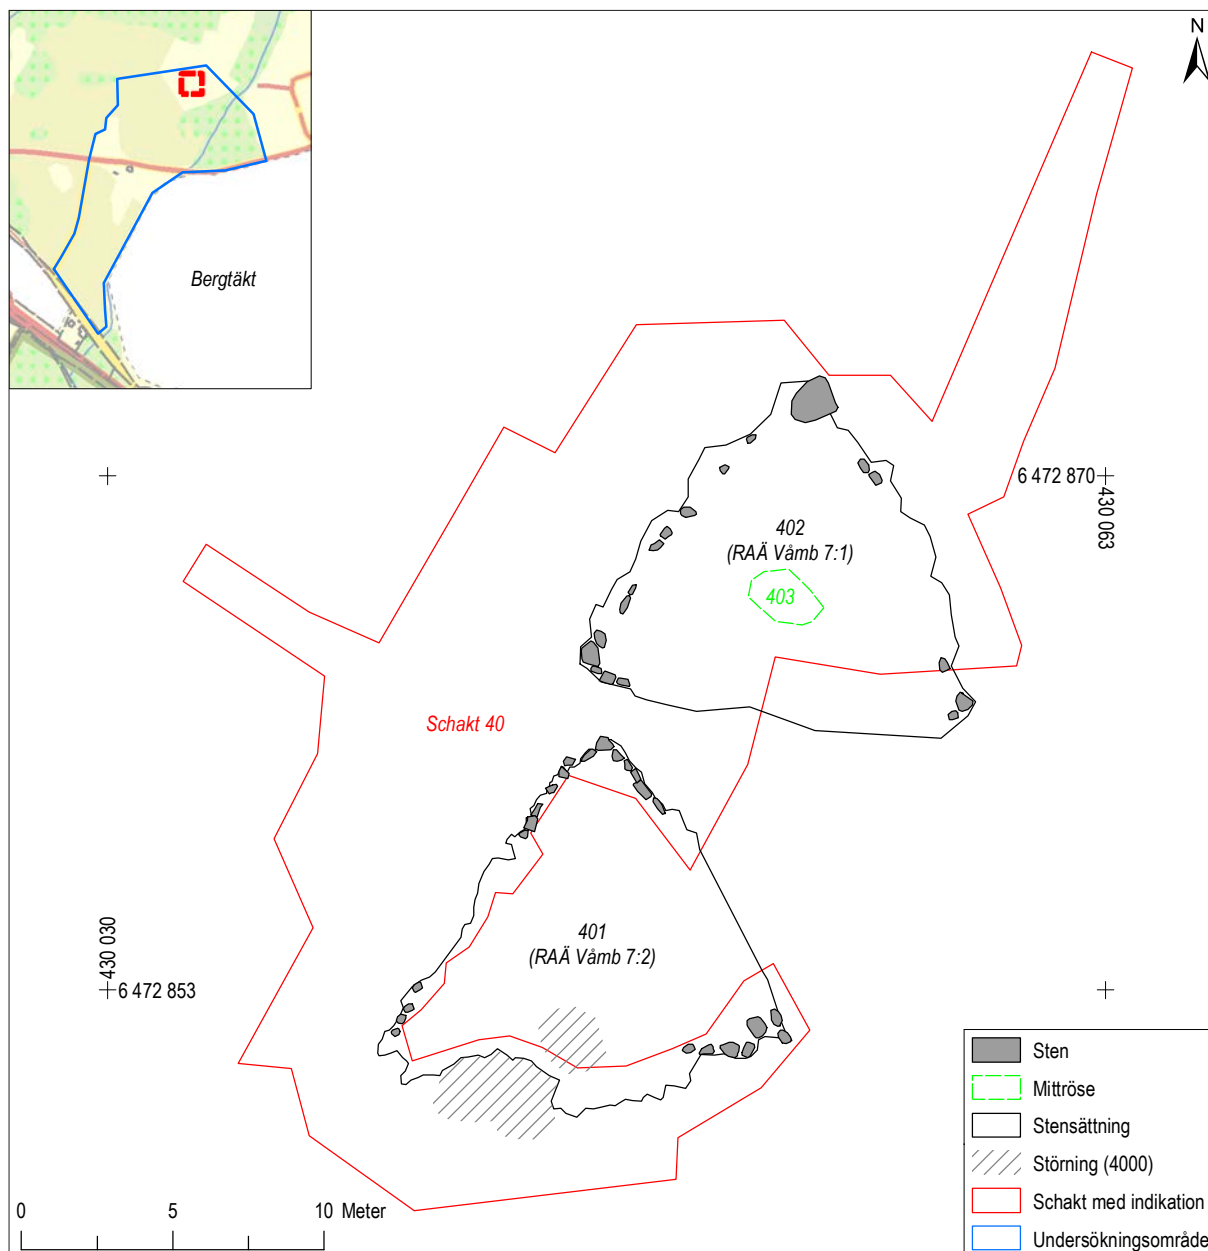 N
Bergtäkt
6 472 870
430 063
402
(RAÄ Våmb 7:1)
403
Schakt 40
401
(RAÄ Våmb 7:2)
430 030
6 472 853
Sten
Mittröse
Stensättning
Störning (4000)
Schakt med indikation
Undersökningsområde
0 5 10 Meter